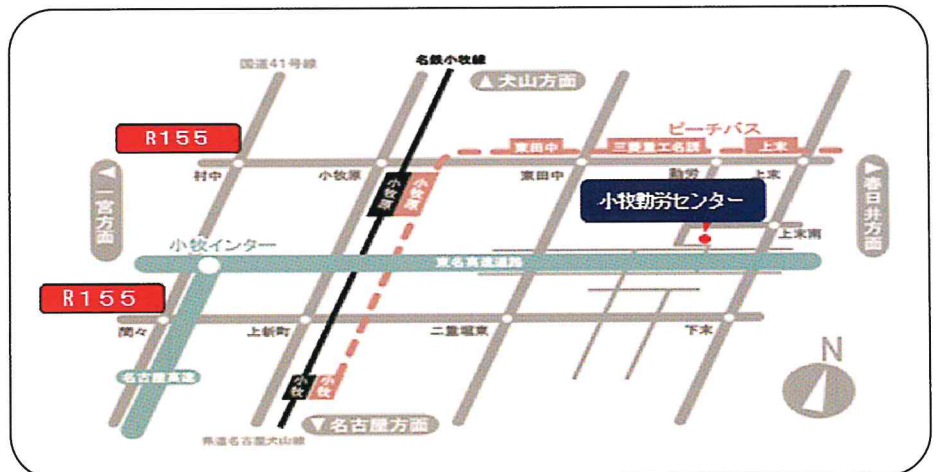 国道41号線
名鉄小牧線
▲犬山方面
R155
ピーチバス
東田中
三菱重工名誘
上末
村中
小牧原
東田中
勤労
上末
小牧原
小牧原
◀一宮方面
▶春日井方面
小牧勤労センター
上末南
小牧インター
東名高速道路
R155
間々
上新町
二重堀東
下末
名古屋高速
小牧
小牧
N
▼名古屋方面
県道名古屋犬山線